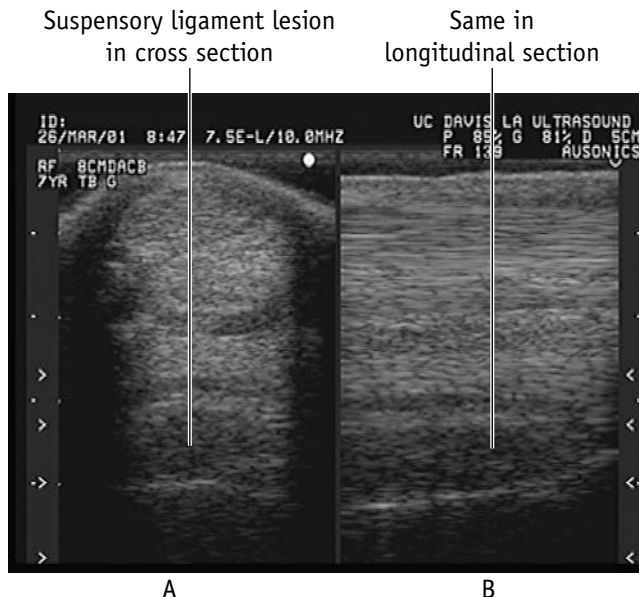 Suspensory ligament lesion
in cross section
Same in
longitudinal section
ID:
26/MAR/01 8:47 7.5E-L/10.0MHZ
RF 8CMDACB
7YR TB G
UC DAVIS LA ULTRASOUND
P 85% G 81% D 5CM
FR 139 AUSONICS
A
B